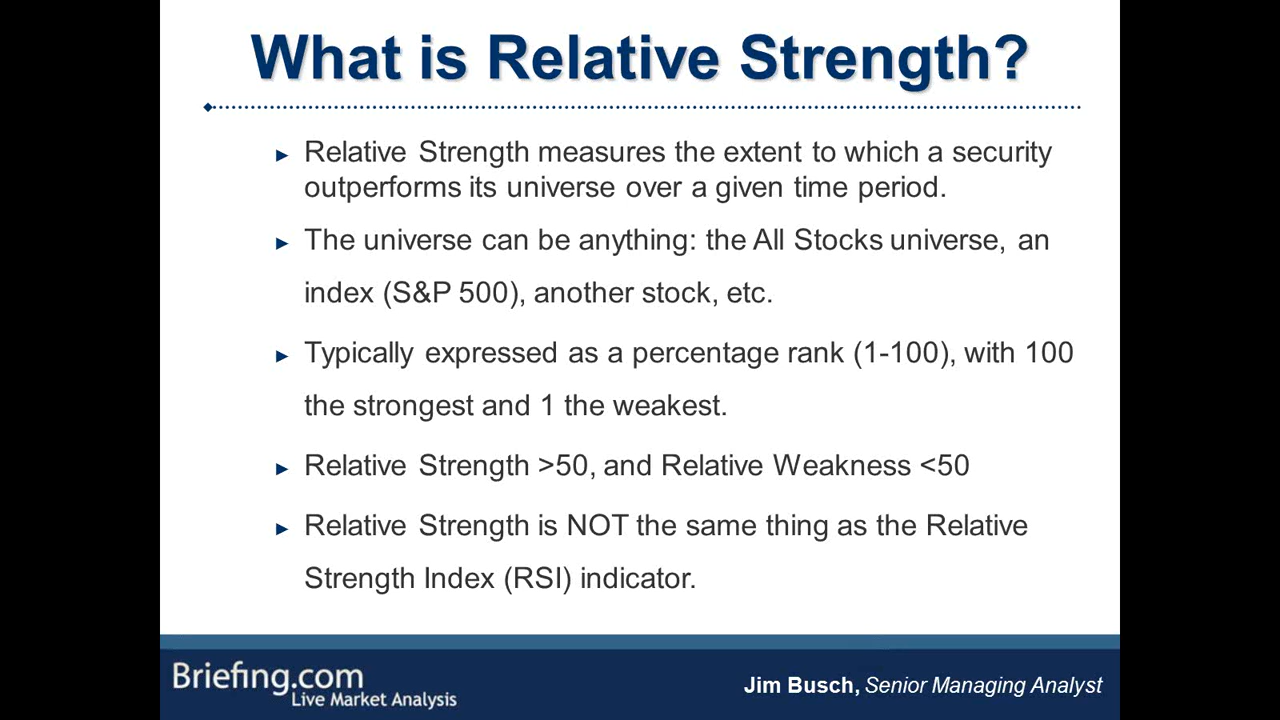 What is Relative Strength?
► Relative Strength measures the extent to which a security
outperforms its universe over a given time period.
► The universe can be anything: the All Stocks universe, an
index (S&P 500), another stock, etc.
► Typically expressed as a percentage rank (1-100), with 100
the strongest and 1 the weakest.
► Relative Strength >50, and Relative Weakness <50
► Relative Strength is NOT the same thing as the Relative
Strength Index (RSI) indicator.
Briefing.com
Live Market Analysis
Jim Busch, Senior Managing Analyst